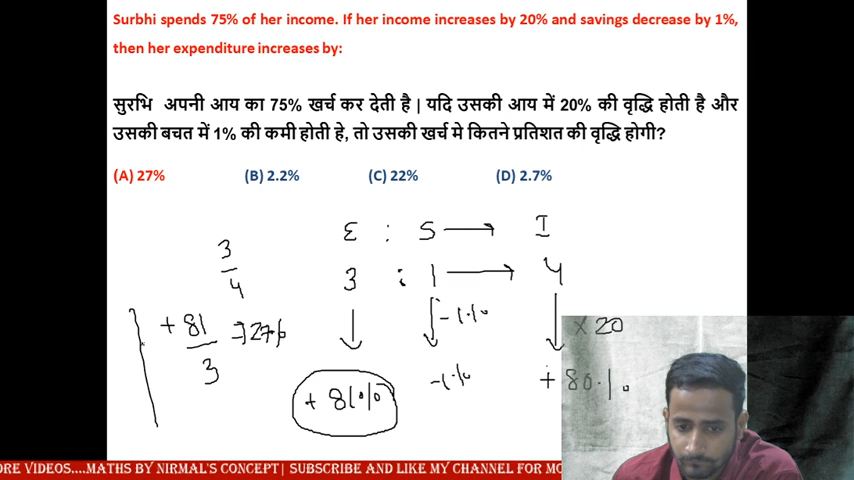 Surbhi spends 75% of her income. If her income increases by 20% and savings decrease by 1%,
then her expenditure increases by:
सुरभि अपनी आय का 75% खर्च कर देती है | यदि उसकी आय में 20% की वृद्धि होती है और
उसकी बचत में 1% की कमी होती हे, तो उसकी खर्च मे कितने प्रतिशत की वृद्धि होगी?
(A) 27% (B) 2.2% (C) 22% (D) 2.7%
E : S → I
3/4
3 : 1 → 4
-1% × 20
+ 81/3 = 27%
+ 81% -1% + 80%
ORE VIDEOS....MATHS BY NIRMAL'S CONCEPT| SUBSCRIBE AND LIKE MY CHANNEL FOR MO